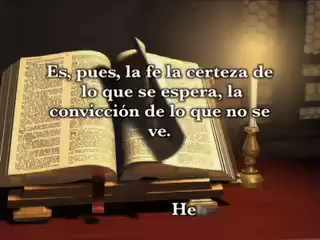 Es, pues, la fe la certeza de
lo que se espera, la
convicción de lo que no se
ve.
He